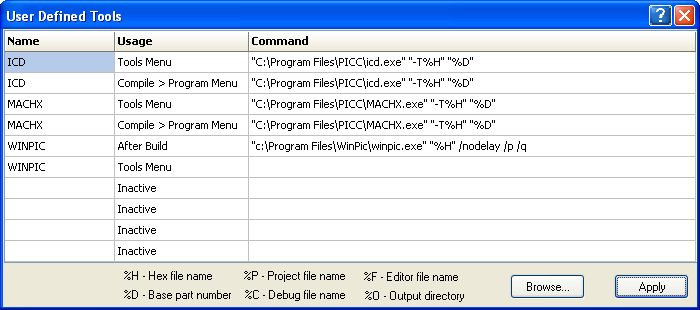 User Defined Tools
Name Usage Command
ICD Tools Menu "C:\Program Files\PICC\icd.exe" "-T%H" "%D"
ICD Compile > Program Menu "C:\Program Files\PICC\icd.exe" "-T%H" "%D"
MACHX Tools Menu "C:\Program Files\PICC\MACHX.exe" "-T%H" "%D"
MACHX Compile > Program Menu "C:\Program Files\PICC\MACHX.exe" "-T%H" "%D"
WINPIC After Build "c:\Program Files\WinPic\winpic.exe" "%H" /nodelay /p /q
WINPIC Tools Menu
Inactive
Inactive
Inactive
Inactive
%H - Hex file name %P - Project file name %F - Editor file name
%D - Base part number %C - Debug file name %O - Output directory
Browse... Apply